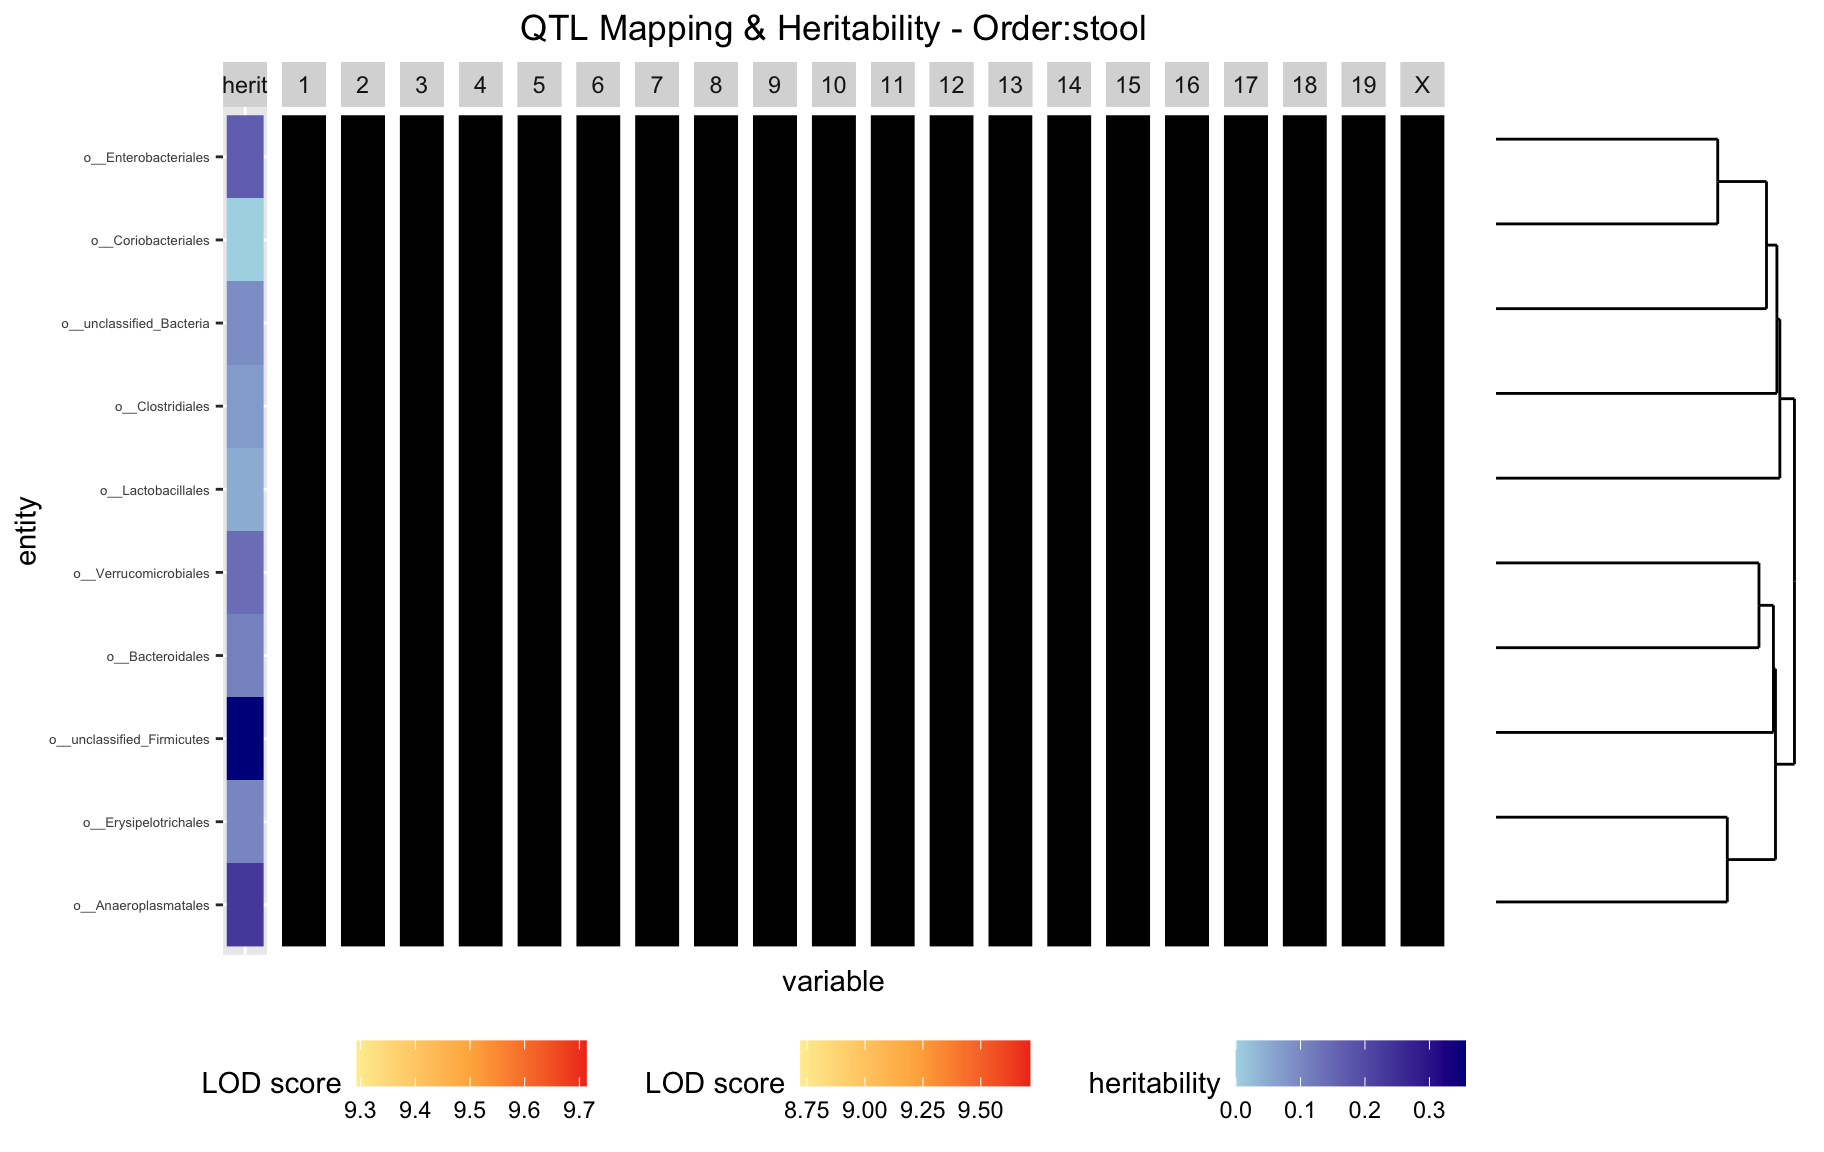 QTL Mapping & Heritability - Order:stool
herit 1 2 3 4 5 6 7 8 9 10 11 12 13 14 15 16 17 18 19 X
o__Enterobacteriales
o__Coriobacteriales
o__unclassified_Bacteria
o__Clostridiales
o__Lactobacillales
entity
o__Verrucomicrobiales
o__Bacteroidales
o__unclassified_Firmicutes
o__Erysipelotrichales
o__Anaeroplasmatales
variable
LOD score
9.3 9.4 9.5 9.6 9.7
LOD score
8.75 9.00 9.25 9.50
heritability
0.0 0.1 0.2 0.3